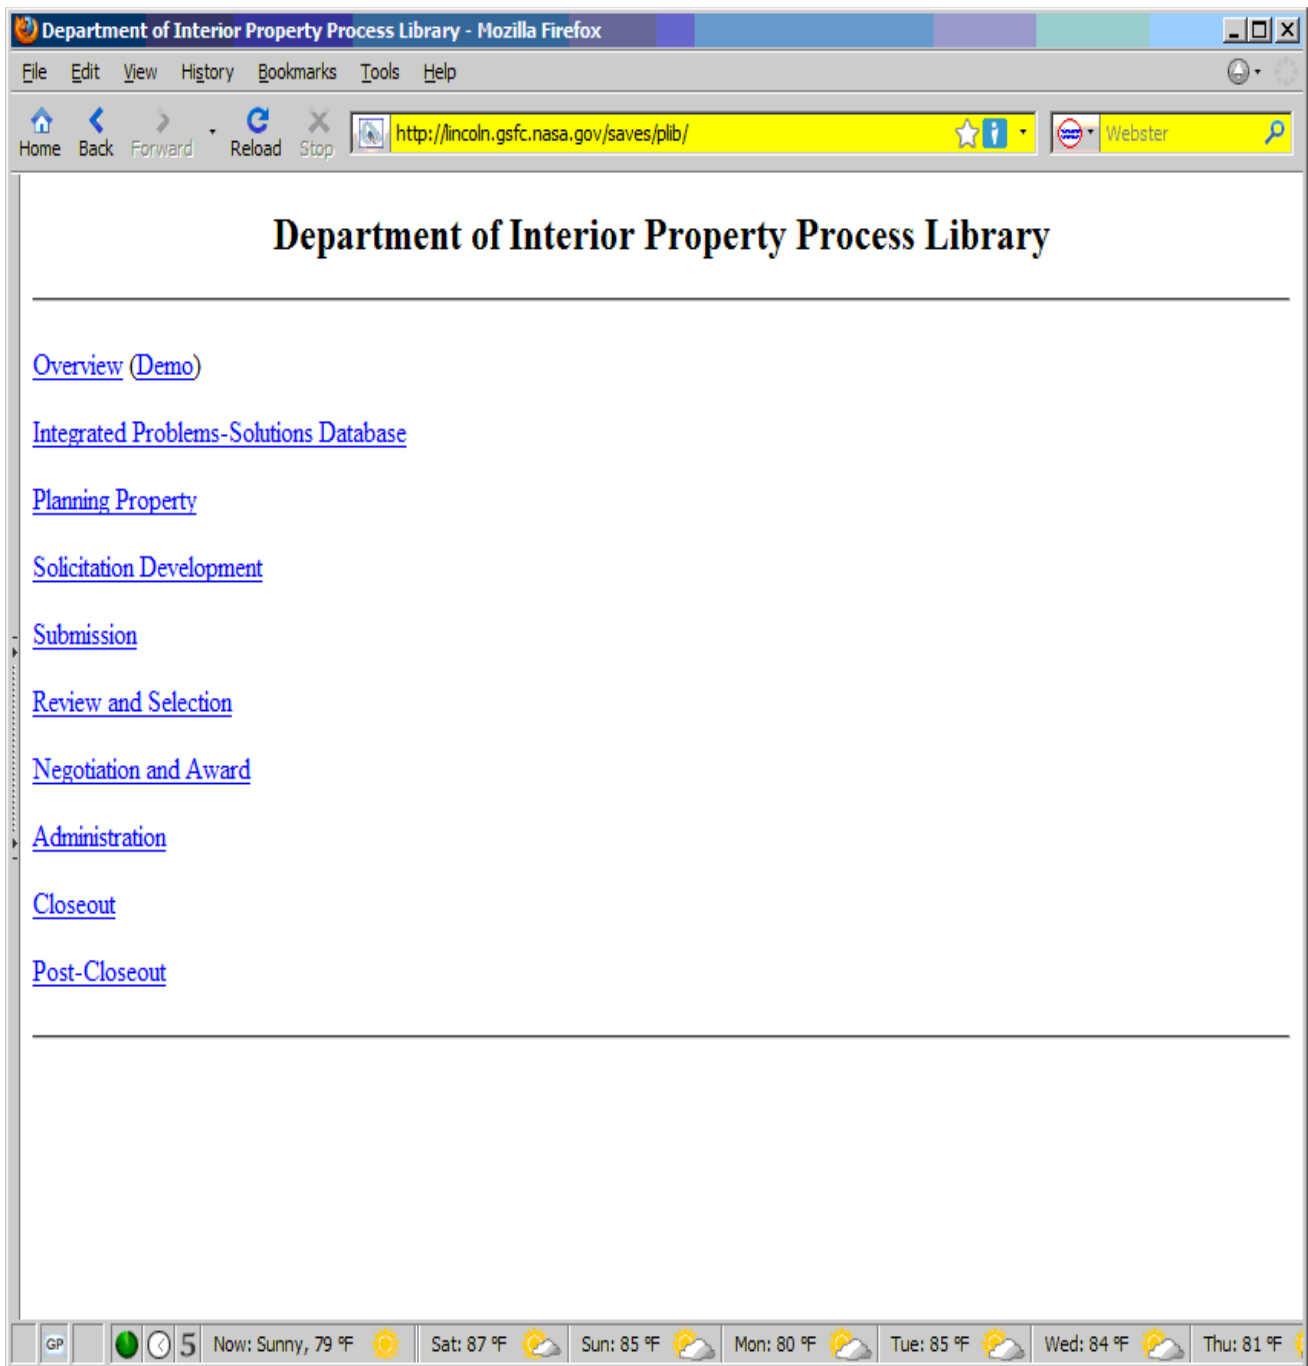 Department of Interior Property Process Library - Mozilla Firefox
File Edit View History Bookmarks Tools Help
Home Back Forward Reload Stop http://lincoln.gsfc.nasa.gov/saves/plib/ Webster
Department of Interior Property Process Library
Overview (Demo)
Integrated Problems-Solutions Database
Planning Property
Solicitation Development
Submission
Review and Selection
Negotiation and Award
Administration
Closeout
Post-Closeout
GP 5 Now: Sunny, 79 °F Sat: 87 °F Sun: 85 °F Mon: 80 °F Tue: 85 °F Wed: 84 °F Thu: 81 °F